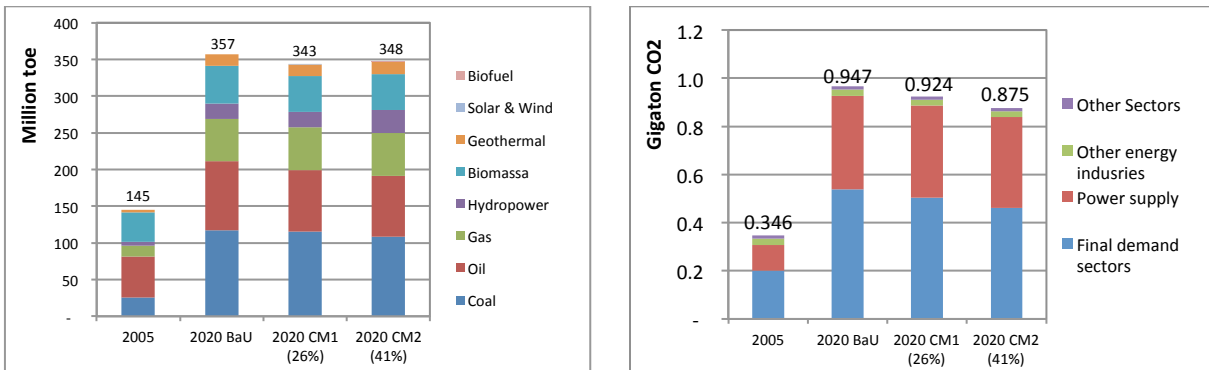 Million toe
400
350
300
250
200
150
100
50
-
145
357
343
348
2005
2020 BaU
2020 CM1
(26%)
2020 CM2
(41%)
Biofuel
Solar & Wind
Geothermal
Biomassa
Hydropower
Gas
Oil
Coal
Gigaton CO2
1.2
1.0
0.8
0.6
0.4
0.2
-
0.346
0.947
0.924
0.875
2005
2020 BaU
2020 CM1
(26%)
2020 CM2
(41%)
Other Sectors
Other energy
indusries
Power supply
Final demand
sectors